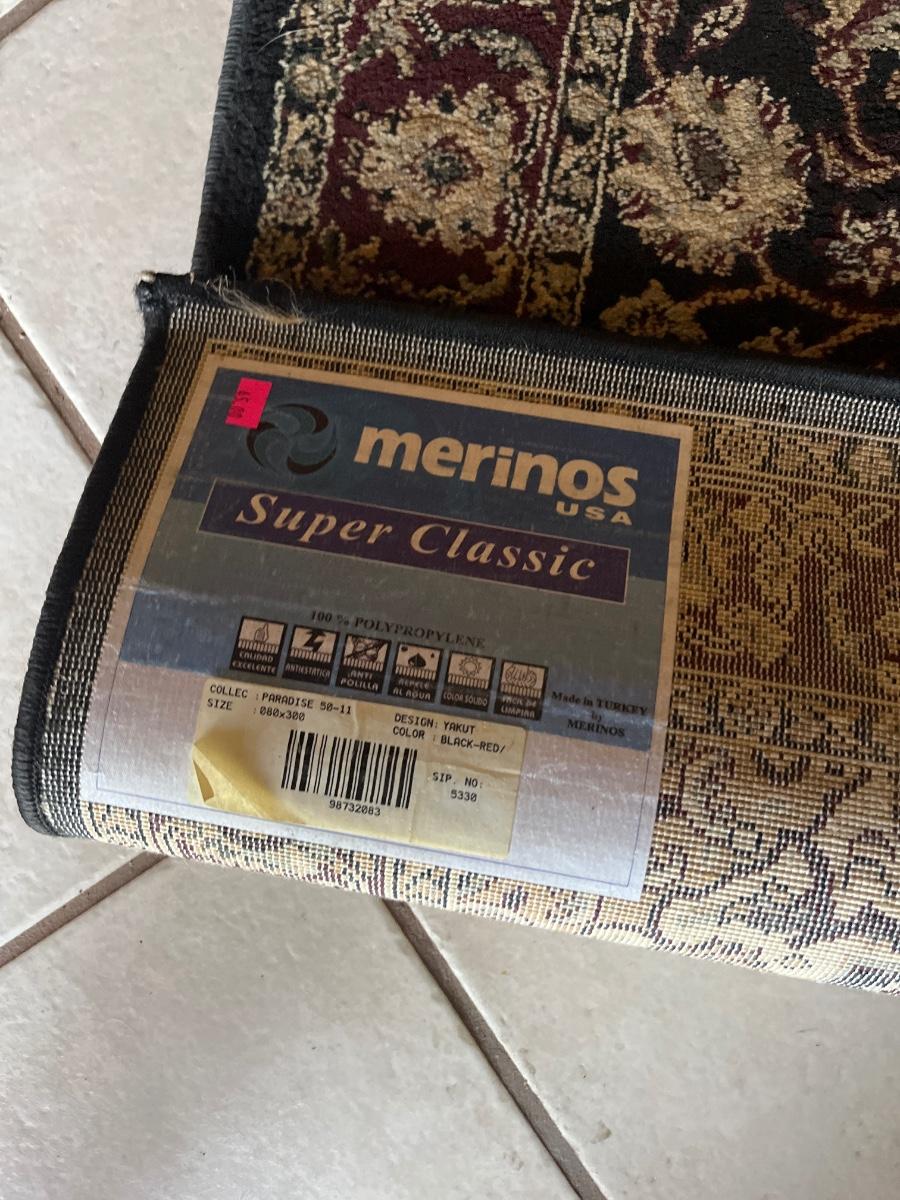 merinos
USA
Super Classic
100 % POLYPROPYLENE
CALIDAD EXCELENTE
ANTIESTATICA
ANTI POLILLA
REPELE AL AGUA
COLOR SOLIDO
FACIL DE LIMPIAR
Made in TURKEY
by
MERINOS
COLLEC : PARADISE 50-11
SIZE : 080x300
DESIGN: YAKUT
COLOR : BLACK-RED/
SIP. NO:
5330
98732083